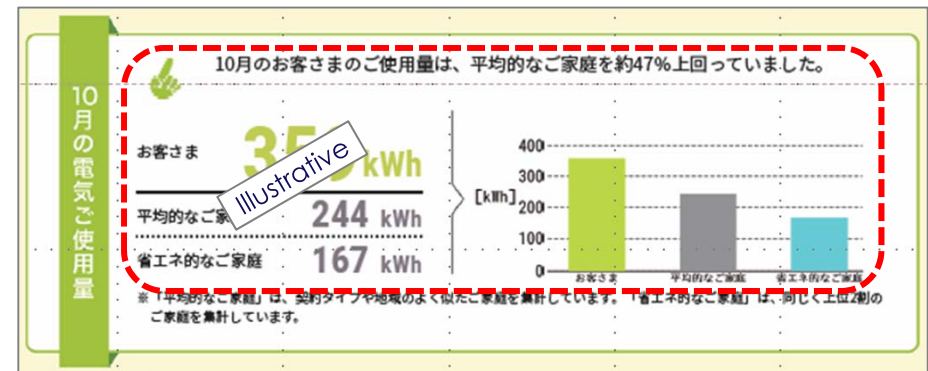 10月の電気ご使用量
10月のお客さまのご使用量は、平均的なご家庭を約47%上回っていました。
お客さま
kWh
Illustrative
244 kWh
省エネ的なご家庭 167 kWh
[kWh]
400
300
200
100
0
お客さま 平均的なご家庭 省エネ的なご家庭
※「平均的なご家庭」は、契約タイプや地域のよく似たご家庭を集計しています。「省エネ的なご家庭」は、同じく上位2割の
ご家庭を集計しています。